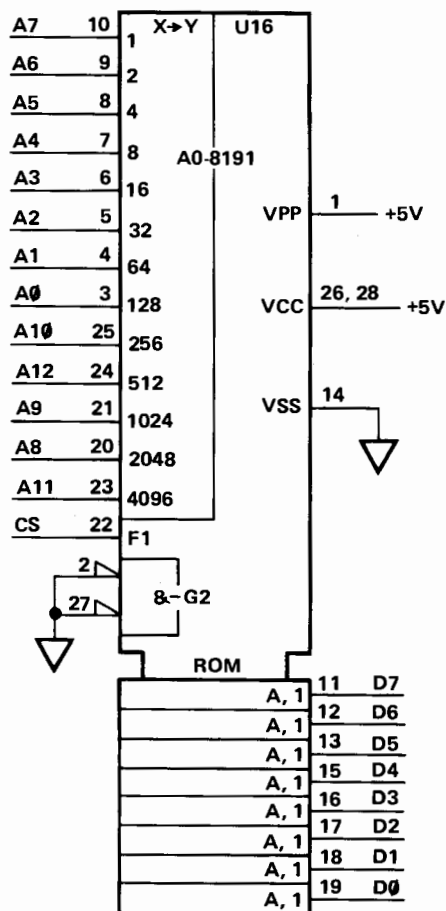 X→Y U16
A7 10 1
A6 9 2
A5 8 4
A4 7 8
A0-8191
A3 6 16
1
VPP +5V
A2 5 32
A1 4 64
26, 28
VCC +5V
A0 3 128
A10 25 256
A12 24 512
14
VSS
A9 21 1024
A8 20 2048
A11 23 4096
CS 22 F1
2
27
&-G2
ROM
A, 1 11 D7
A, 1 12 D6
A, 1 13 D5
A, 1 15 D4
A, 1 16 D3
A, 1 17 D2
A, 1 18 D1
A, 1 19 D0